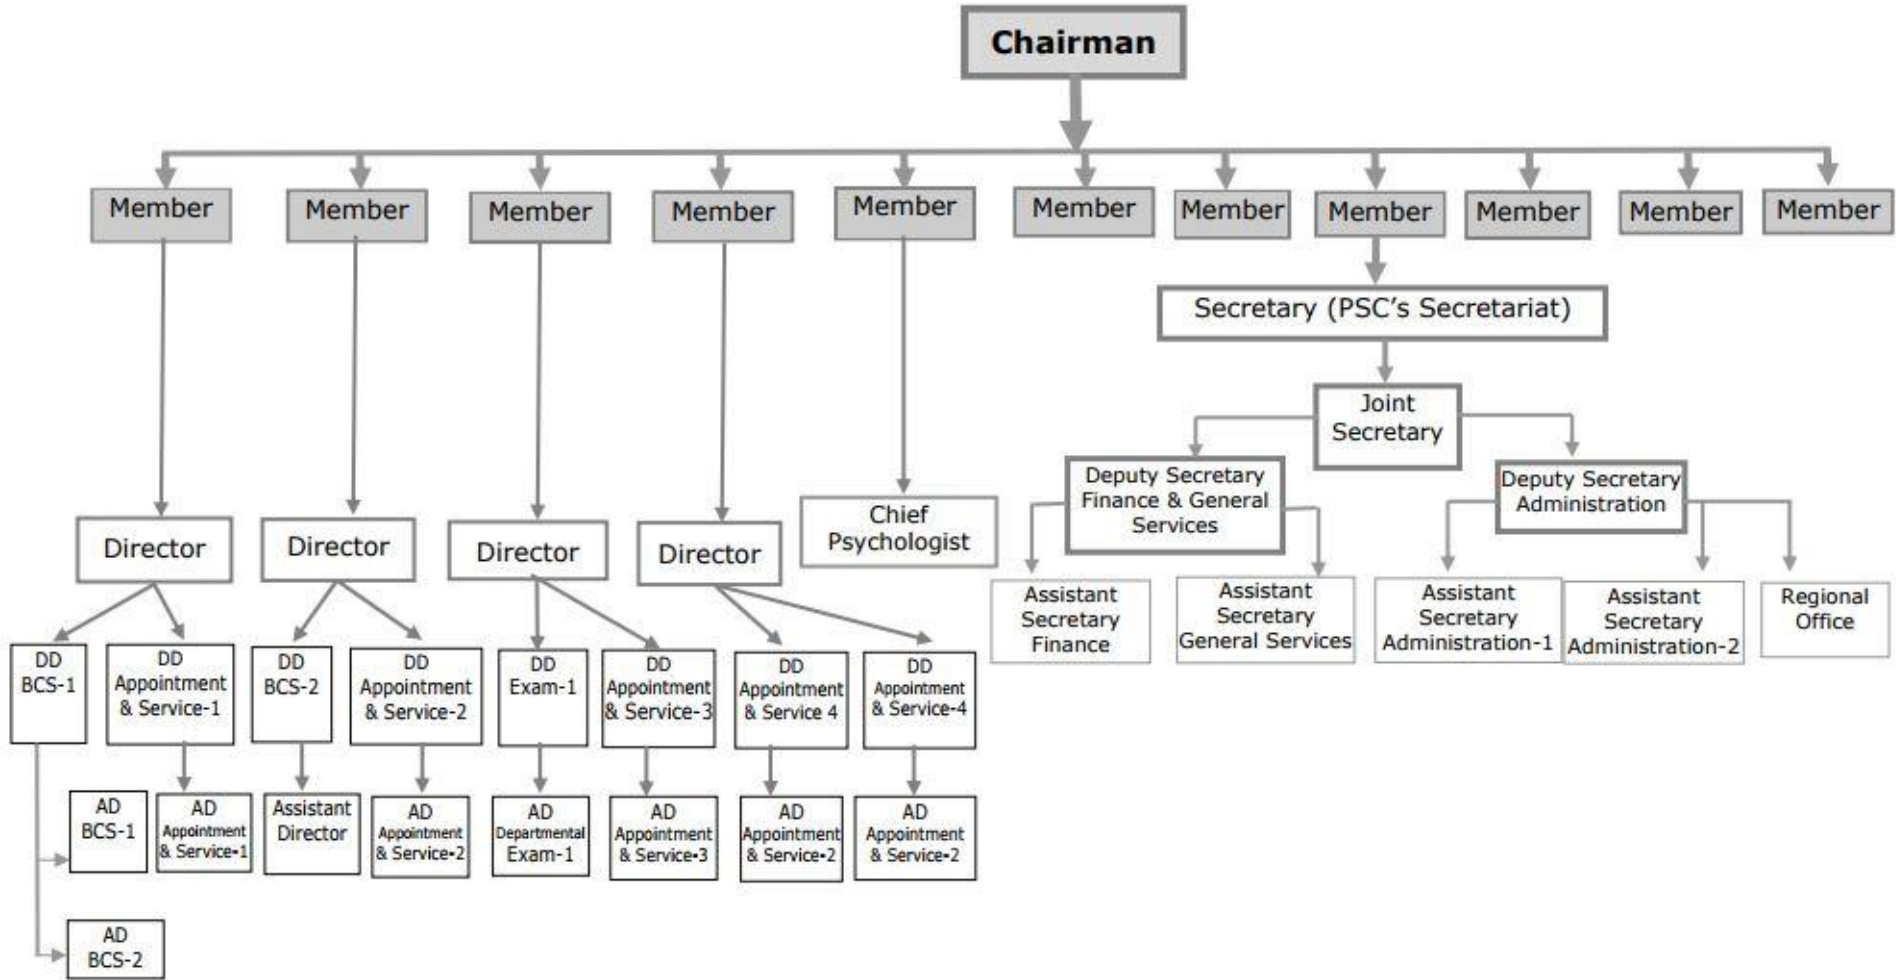 Chairman
Member
Member
Member
Member
Member
Member
Member
Member
Member
Member
Member
Secretary (PSC's Secretariat)
Joint
Secretary
Deputy Secretary
Finance & General
Services
Deputy Secretary
Administration
Chief
Psychologist
Director
Director
Director
Director
Assistant
Secretary
Finance
Assistant
Secretary
General Services
Assistant
Secretary
Administration-1
Assistant
Secretary
Administration-2
Regional
Office
DD
BCS-1
DD
Appointment
& Service-1
DD
BCS-2
DD
Appointment
& Service-2
DD
Exam-1
DD
Appointment
& Service-3
DD
Appointment
& Service 4
DD
Appointment
& Service-4
AD
BCS-1
AD
Appointment
& Service-1
Assistant
Director
AD
Appointment
& Service-2
AD
Departmental
Exam-1
AD
Appointment
& Service-3
AD
Appointment
& Service-2
AD
Appointment
& Service-2
AD
BCS-2